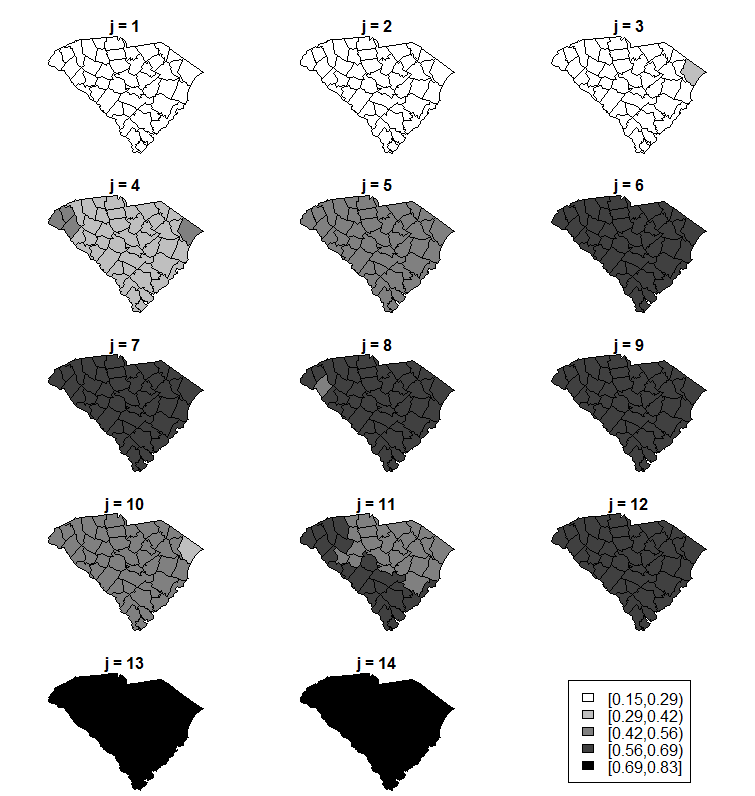 j = 1
j = 2
j = 3
j = 4
j = 5
j = 6
j = 7
j = 8
j = 9
j = 10
j = 11
j = 12
j = 13
j = 14
[0.15,0.29)
[0.29,0.42)
[0.42,0.56)
[0.56,0.69)
[0.69,0.83]